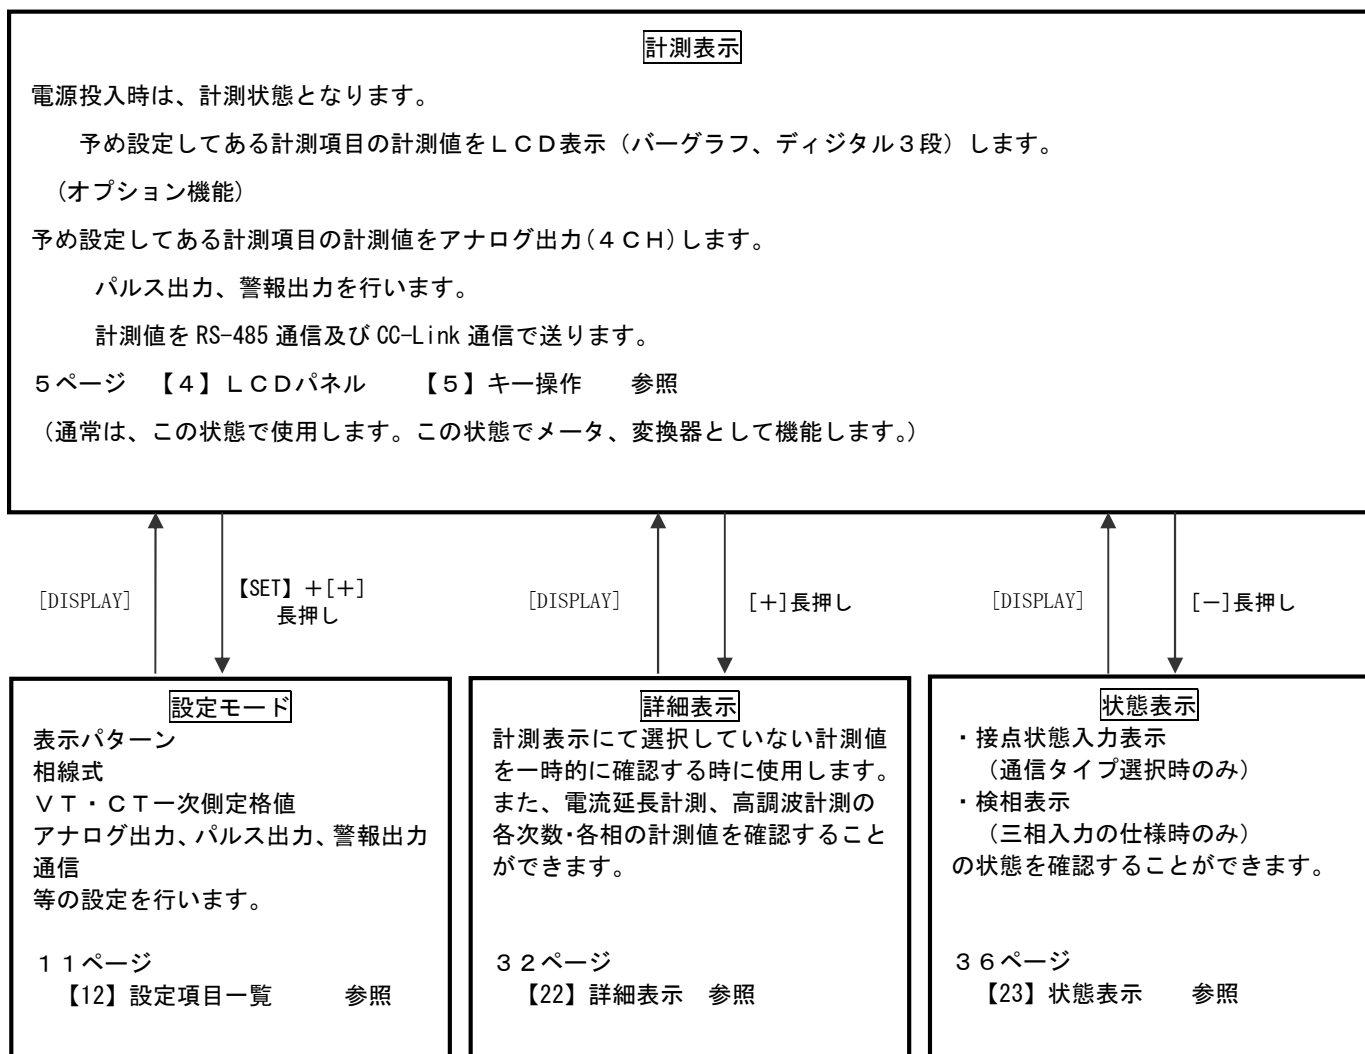 計測表示
電源投入時は、計測状態となります。
予め設定してある計測項目の計測値をＬＣＤ表示（バーグラフ、ディジタル３段）します。
(オプション機能)
予め設定してある計測項目の計測値をアナログ出力(４ＣＨ)します。
パルス出力、警報出力を行います。
計測値を RS-485 通信及び CC-Link 通信で送ります。
５ページ　【４】ＬＣＤパネル　　【５】キー操作　　参照
（通常は、この状態で使用します。この状態でメータ、変換器として機能します。）
[DISPLAY]
【SET】＋[＋]
長押し
[DISPLAY]
[＋]長押し
[DISPLAY]
[－]長押し
設定モード
表示パターン
相線式
ＶＴ・ＣＴ一次側定格値
アナログ出力、パルス出力、警報出力
通信
等の設定を行います。
１１ページ
【12】設定項目一覧　　　参照
詳細表示
計測表示にて選択していない計測値
を一時的に確認する時に使用します。
また、電流延長計測、高調波計測の
各次数・各相の計測値を確認すること
ができます。
３２ページ
【22】詳細表示　参照
状態表示
・接点状態入力表示
（通信タイプ選択時のみ）
・検相表示
（三相入力の仕様時のみ）
の状態を確認することができます。
３６ページ
【23】状態表示　　参照